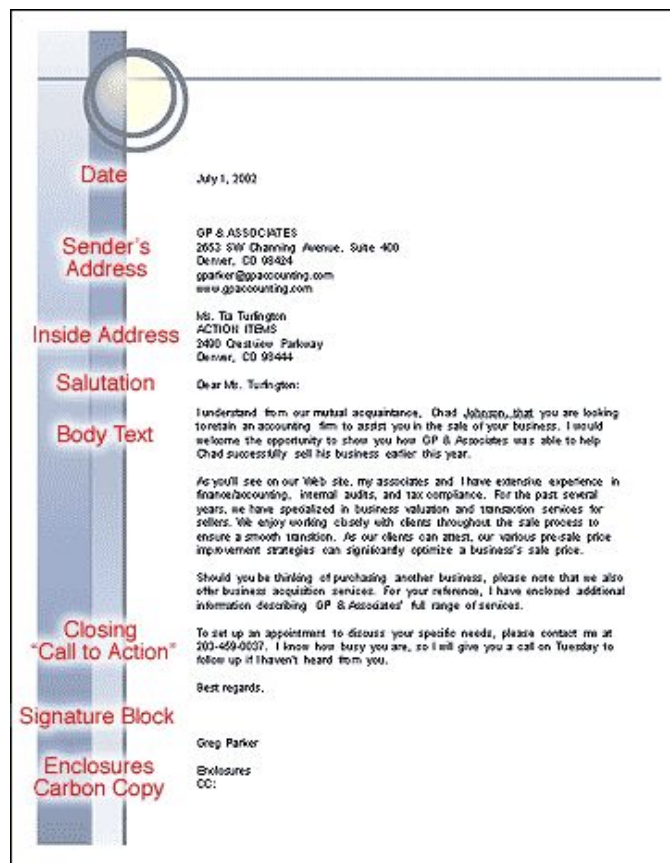 Date
July 1, 2002
Sender's
Address
GP & ASSOCIATES
2653 SW Channing Avenue, Suite 400
Denver, CO 98424
gparker@gpaccounting.com
www.gpaccounting.com
Inside Address
Ms. Tia Turlington
ACTION ITEMS
2490 Crestview Parkway
Denver, CO 98444
Salutation
Dear Ms. Turlington:
Body Text
I understand from our mutual acquaintance, Chad Johnson, that you are looking
to retain an accounting firm to assist you in the sale of your business. I would
welcome the opportunity to show you how GP & Associates was able to help
Chad successfully sell his business earlier this year.
As you'll see on our Web site, my associates and I have extensive experience in
finance/accounting, internal audits, and tax compliance. For the past several
years, we have specialized in business valuation and transaction services for
sellers. We enjoy working closely with clients throughout the sale process to
ensure a smooth transition. As our clients can attest, our various pre-sale price
improvement strategies can significantly optimize a business's sale price.
Should you be thinking of purchasing another business, please note that we also
offer business acquisition services. For your reference, I have enclosed additional
information describing GP & Associates' full range of services.
Closing
"Call to Action"
To set up an appointment to discuss your specific needs, please contact me at
203-459-0037. I know how busy you are, so I will give you a call on Tuesday to
follow up if I haven't heard from you.
Best regards,
Signature Block
Greg Parker
Enclosures
Carbon Copy
Enclosures
CC: